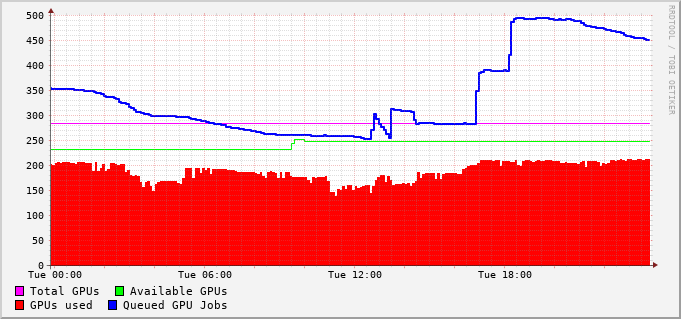 500
450
400
350
300
250
200
150
100
50
0
Tue 00:00 Tue 06:00 Tue 12:00 Tue 18:00
Total GPUs Available GPUs
GPUs used Queued GPU Jobs
RRDTOOL / TOBI OETIKER